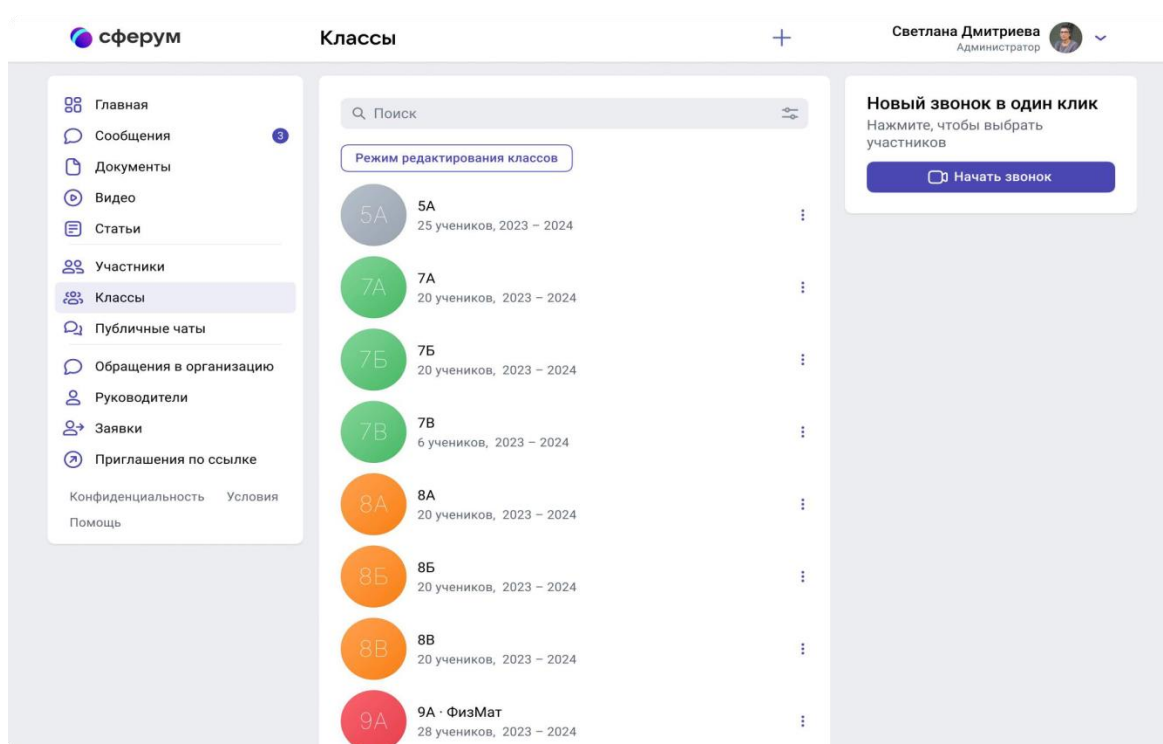 сферум
Классы
Светлана Дмитриева
Администратор
Главная
Сообщения 3
Документы
Видео
Статьи
Участники
Классы
Публичные чаты
Обращения в организацию
Руководители
Заявки
Приглашения по ссылке
Конфиденциальность Условия
Помощь
Поиск
Режим редактирования классов
5А
5А
25 учеников, 2023 – 2024
7А
7А
20 учеников, 2023 – 2024
7Б
7Б
20 учеников, 2023 – 2024
7В
7В
6 учеников, 2023 – 2024
8А
8А
20 учеников, 2023 – 2024
8Б
8Б
20 учеников, 2023 – 2024
8В
8В
20 учеников, 2023 – 2024
9А
9А · ФизМат
28 учеников, 2023 – 2024
Новый звонок в один клик
Нажмите, чтобы выбрать
участников
Начать звонок